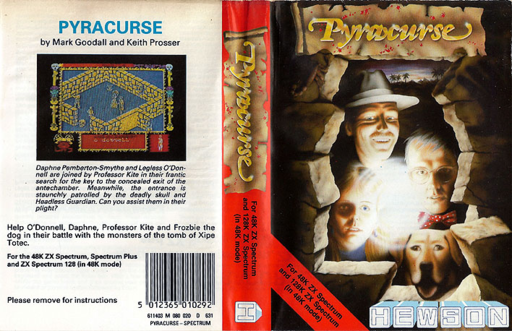 PYRACURSE
by Mark Goodall and Keith Prosser
Daphne Pemberton-Smythe and Legless O'Don-
nell are joined by Professor Kite in their frantic
search for the key to the concealed exit of the
antechamber. Meanwhile, the entrance is
staunchly patrolled by the deadly skull and
Headless Guardian. Can you assist them in their
plight?
Help O'Donnell, Daphne, Professor Kite and Frozbie the
dog in their battle with the monsters of the tomb of Xipe
Totec.
For the 48K ZX Spectrum, Spectrum Plus
and ZX Spectrum 128 (in 48K mode)
Please remove for instructions
5 012365 010292
611403 M 080 020 D 631
PYRACURSE - SPECTRUM
Pyracurse
For 48K ZX Spectrum
and 128K ZX Spectrum
(in 48K mode)
Pyracurse
For 48K ZX Spectrum
and 128K ZX Spectrum
(in 48K mode)
HEWSON